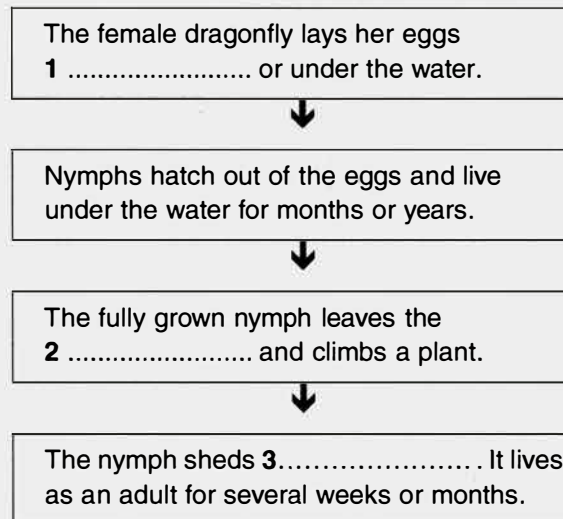 The female dragonfly lays her eggs
1 .......................... or under the water.
Nymphs hatch out of the eggs and live
under the water for months or years.
The fully grown nymph leaves the
2 .......................... and climbs a plant.
The nymph sheds 3........................ . It lives
as an adult for several weeks or months.